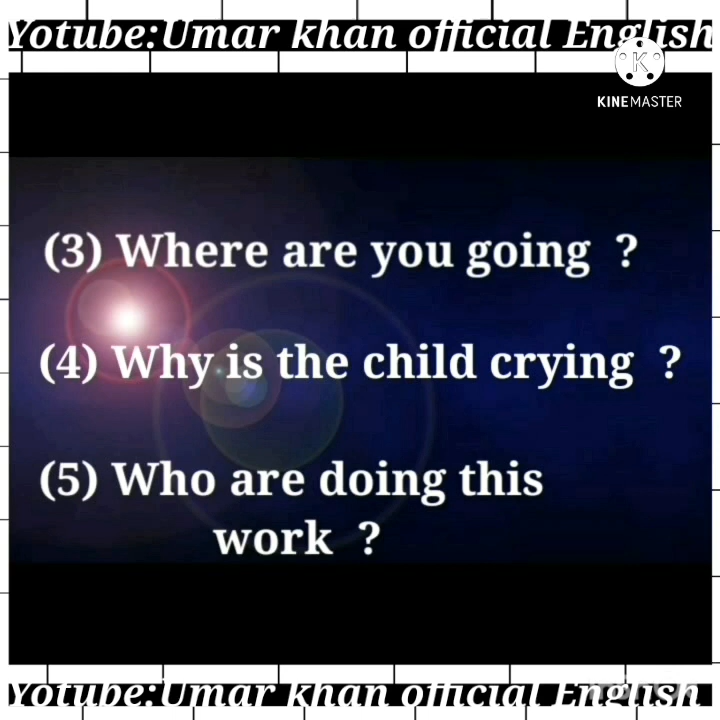 Yotube:Umar khan official English
KINEMASTER
(3) Where are you going ?
(4) Why is the child crying ?
(5) Who are doing this
work ?
Yotube:Umar khan official English